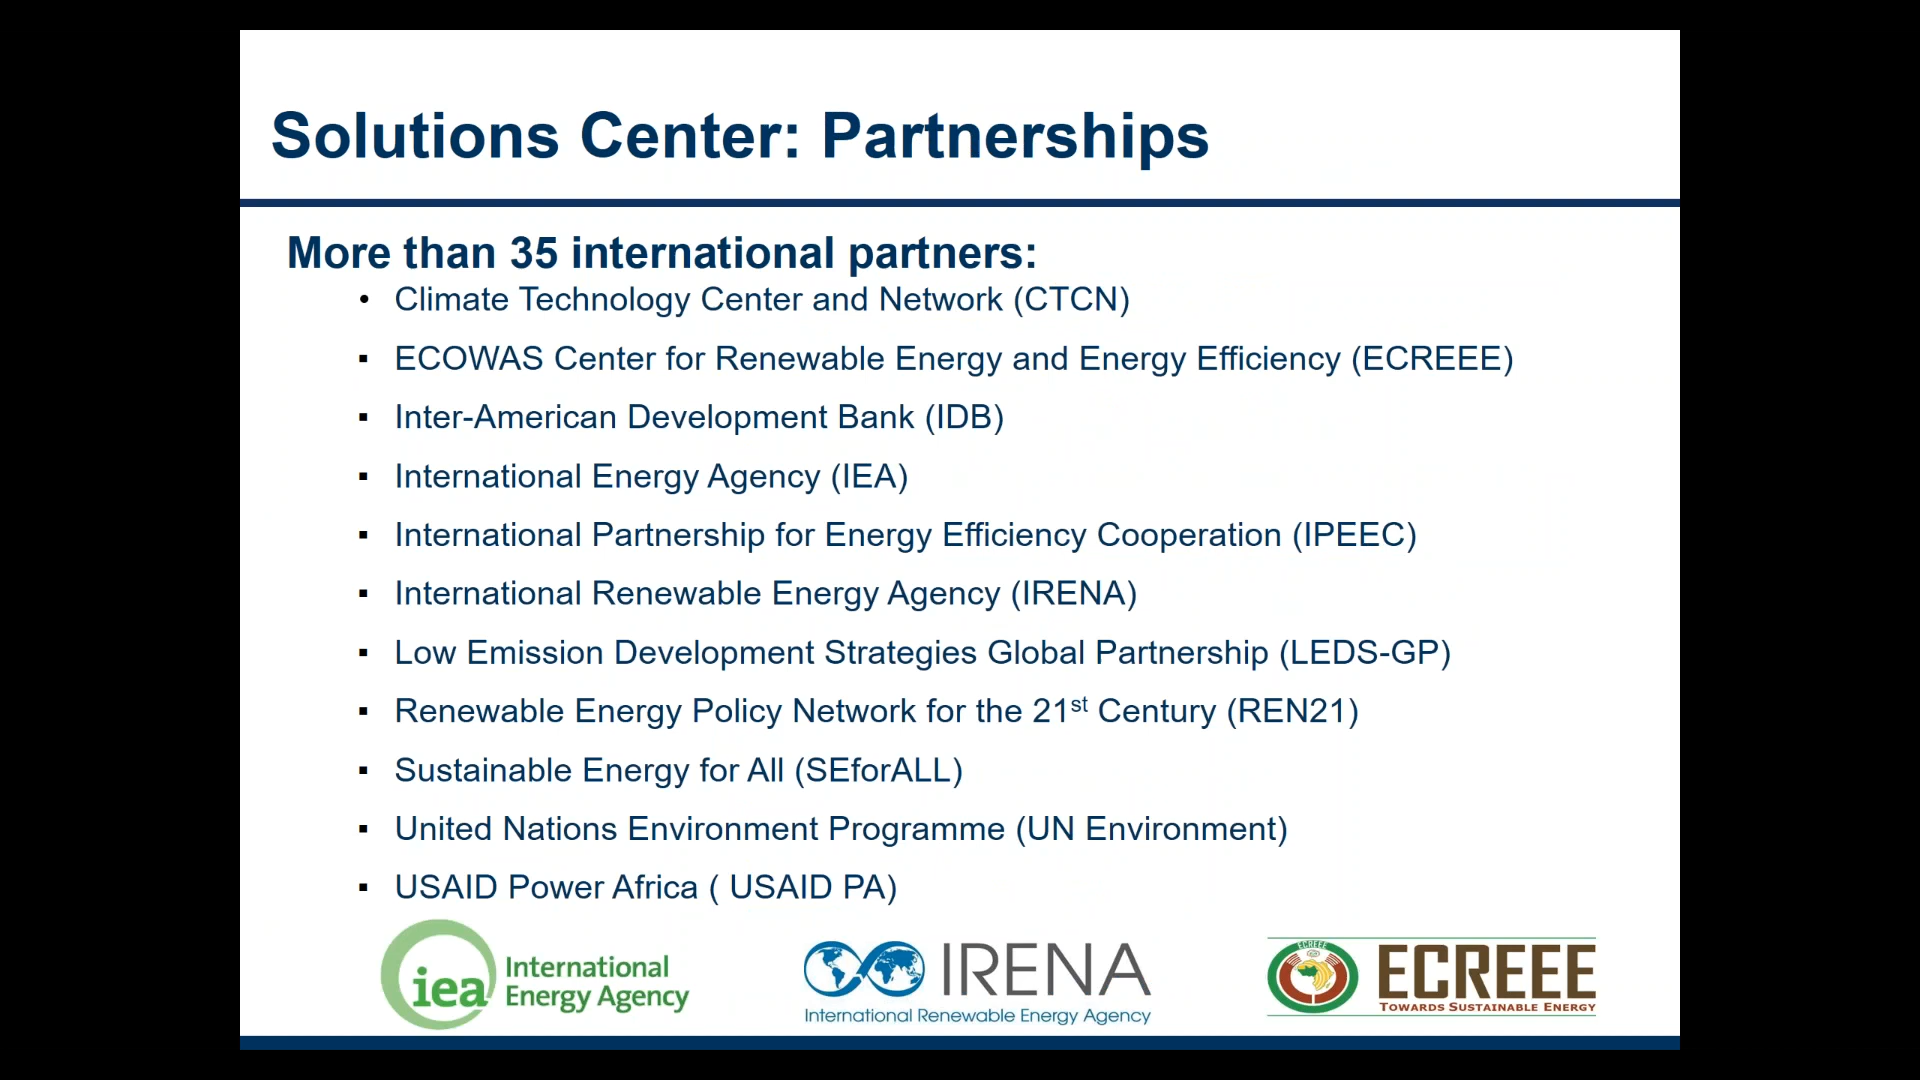 Solutions Center: Partnerships
More than 35 international partners:
• Climate Technology Center and Network (CTCN)
▪ ECOWAS Center for Renewable Energy and Energy Efficiency (ECREEE)
▪ Inter-American Development Bank (IDB)
▪ International Energy Agency (IEA)
▪ International Partnership for Energy Efficiency Cooperation (IPEEC)
▪ International Renewable Energy Agency (IRENA)
▪ Low Emission Development Strategies Global Partnership (LEDS-GP)
▪ Renewable Energy Policy Network for the 21st Century (REN21)
▪ Sustainable Energy for All (SEforALL)
▪ United Nations Environment Programme (UN Environment)
▪ USAID Power Africa ( USAID PA)
iea
International
Energy Agency
IRENA
International Renewable Energy Agency
ECREEE
ECREEE
TOWARDS SUSTAINABLE ENERGY